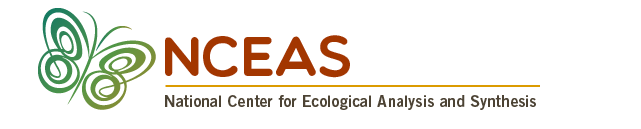 NCEAS
National Center for Ecological Analysis and Synthesis